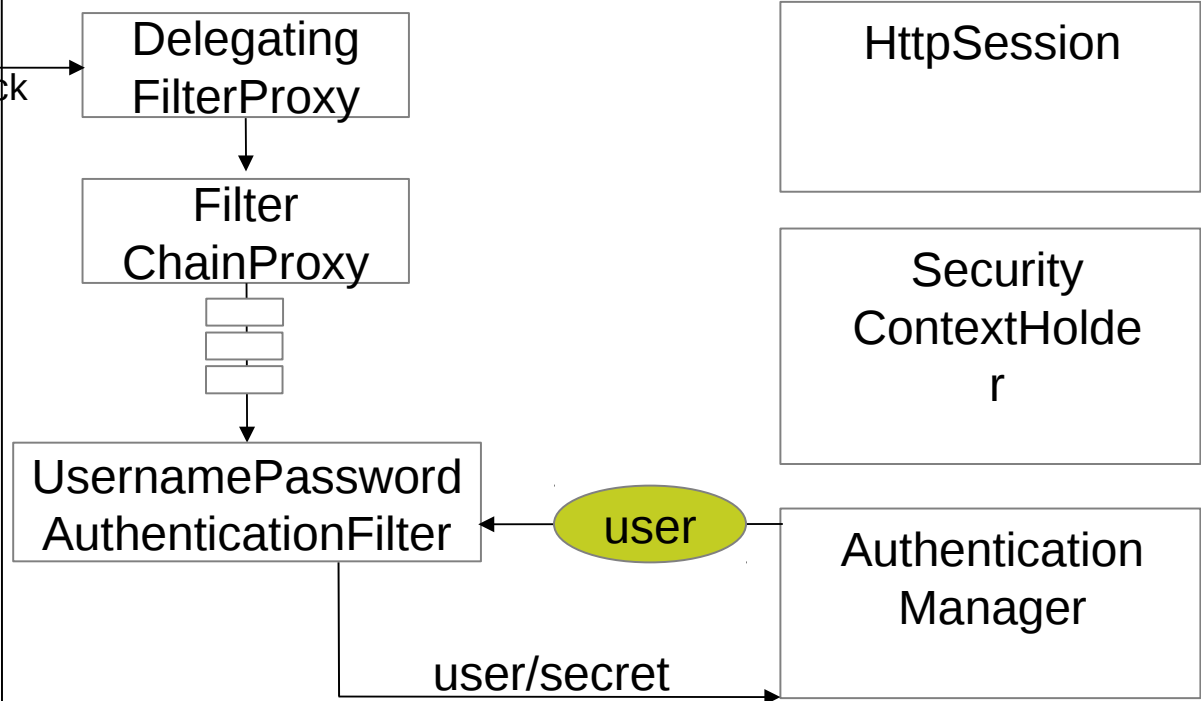 Delegating
FilterProxy
HttpSession
ck
Filter
ChainProxy
Security
ContextHolde
r
UsernamePassword
AuthenticationFilter
user
Authentication
Manager
user/secret